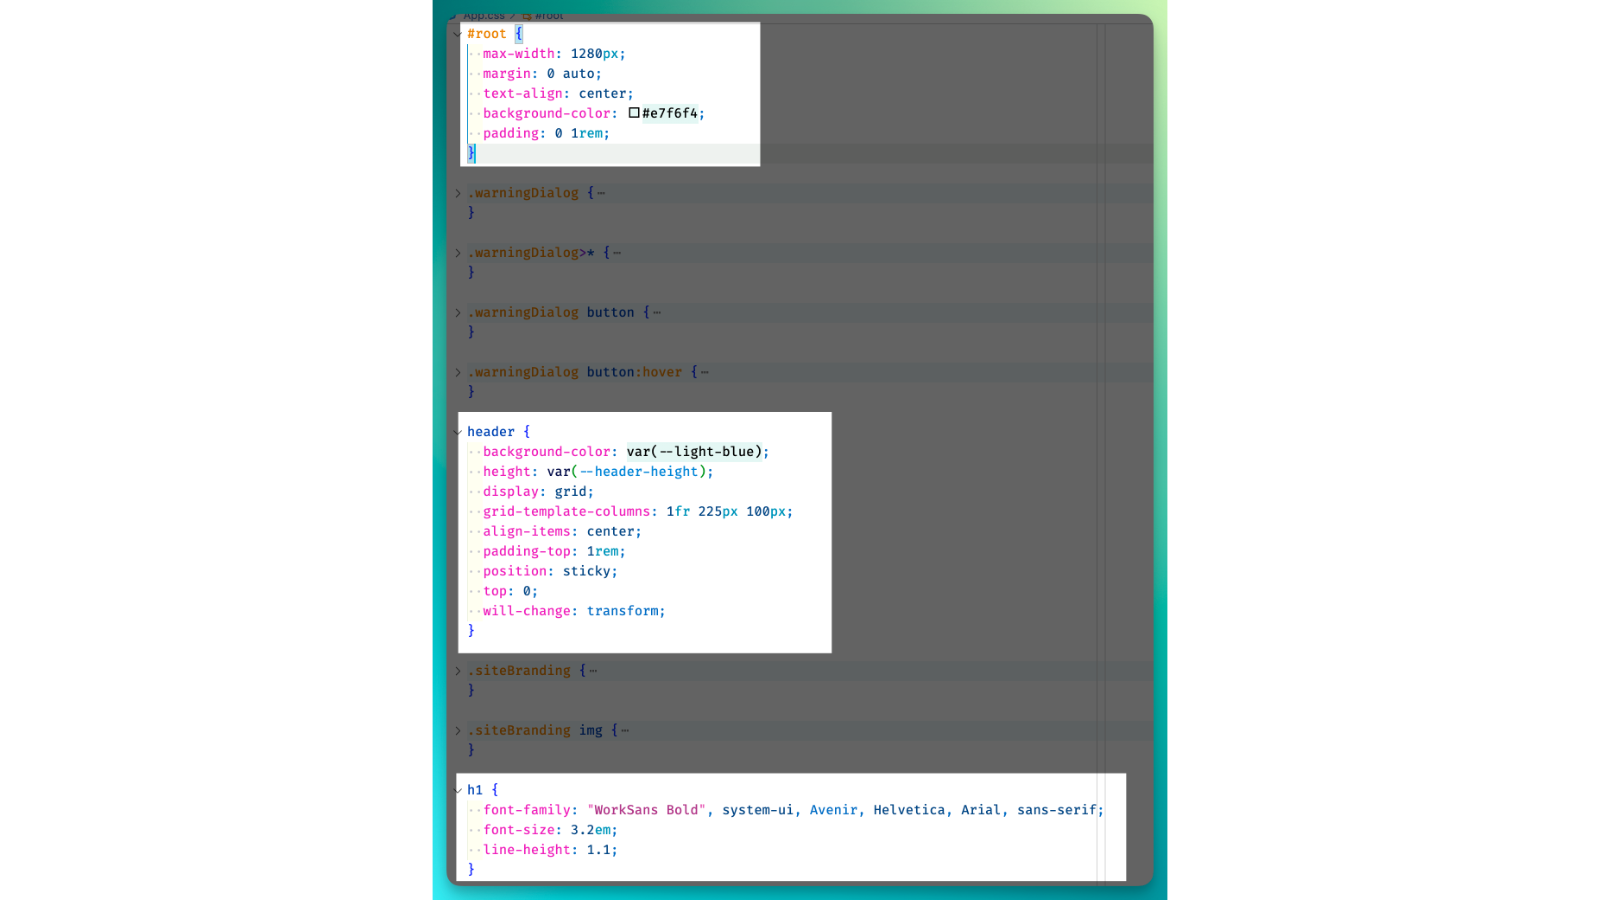 App.css > #root
#root {
max-width: 1280px;
margin: 0 auto;
text-align: center;
background-color: #e7f6f4;
padding: 0 1rem;
}
.warningDialog {⋯
}
.warningDialog>* {⋯
}
.warningDialog button {⋯
}
.warningDialog button:hover {⋯
}
header {
background-color: var(--light-blue);
height: var(--header-height);
display: grid;
grid-template-columns: 1fr 225px 100px;
align-items: center;
padding-top: 1rem;
position: sticky;
top: 0;
will-change: transform;
}
.siteBranding {⋯
}
.siteBranding img {⋯
}
h1 {
font-family: "WorkSans Bold", system-ui, Avenir, Helvetica, Arial, sans-serif;
font-size: 3.2em;
line-height: 1.1;
}